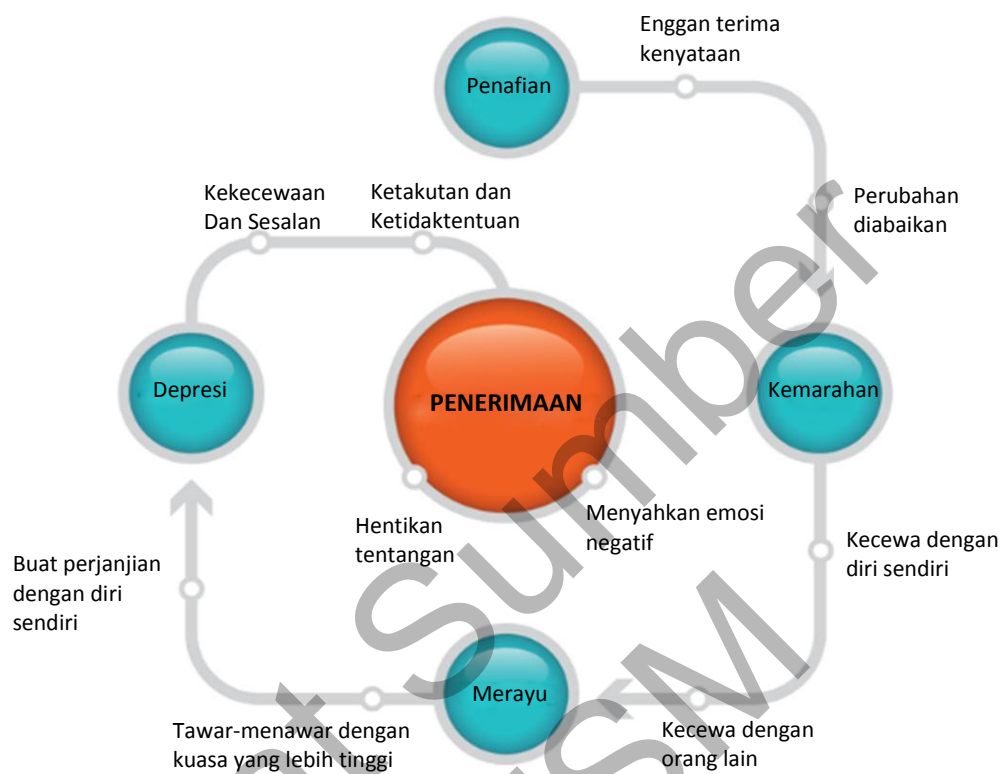 Enggan terima
kenyataan
Penafian
Kekecewaan
Dan Sesalan
Ketakutan dan
Ketidaktentuan
Perubahan
diabaikan
Depresi
PENERIMAAN
Kemarahan
Hentikan
tentangan
Menyahkan emosi
negatif
Kecewa dengan
diri sendiri
Buat perjanjian
dengan diri
sendiri
Merayu
Tawar-menawar dengan
kuasa yang lebih tinggi
Kecewa dengan
orang lain
Sumber